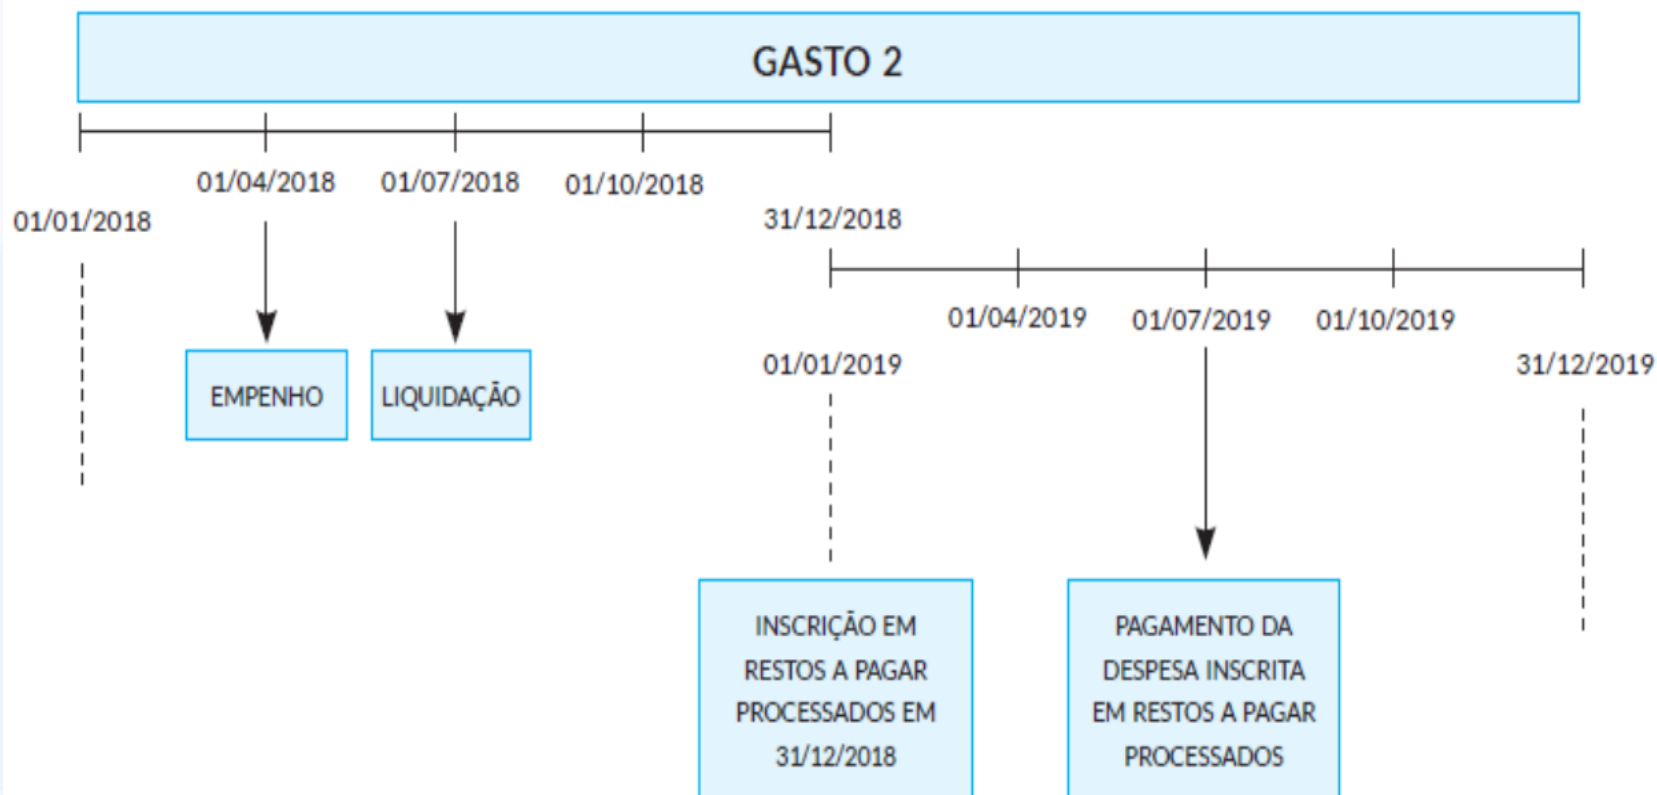 GASTO 2
01/04/2018
01/07/2018
01/10/2018
01/01/2018
31/12/2018
EMPENHO
LIQUIDAÇÃO
01/04/2019
01/07/2019
01/10/2019
01/01/2019
31/12/2019
INSCRIÇÃO EM
RESTOS A PAGAR
PROCESSADOS EM
31/12/2018
PAGAMENTO DA
DESPESA INSCRITA
EM RESTOS A PAGAR
PROCESSADOS